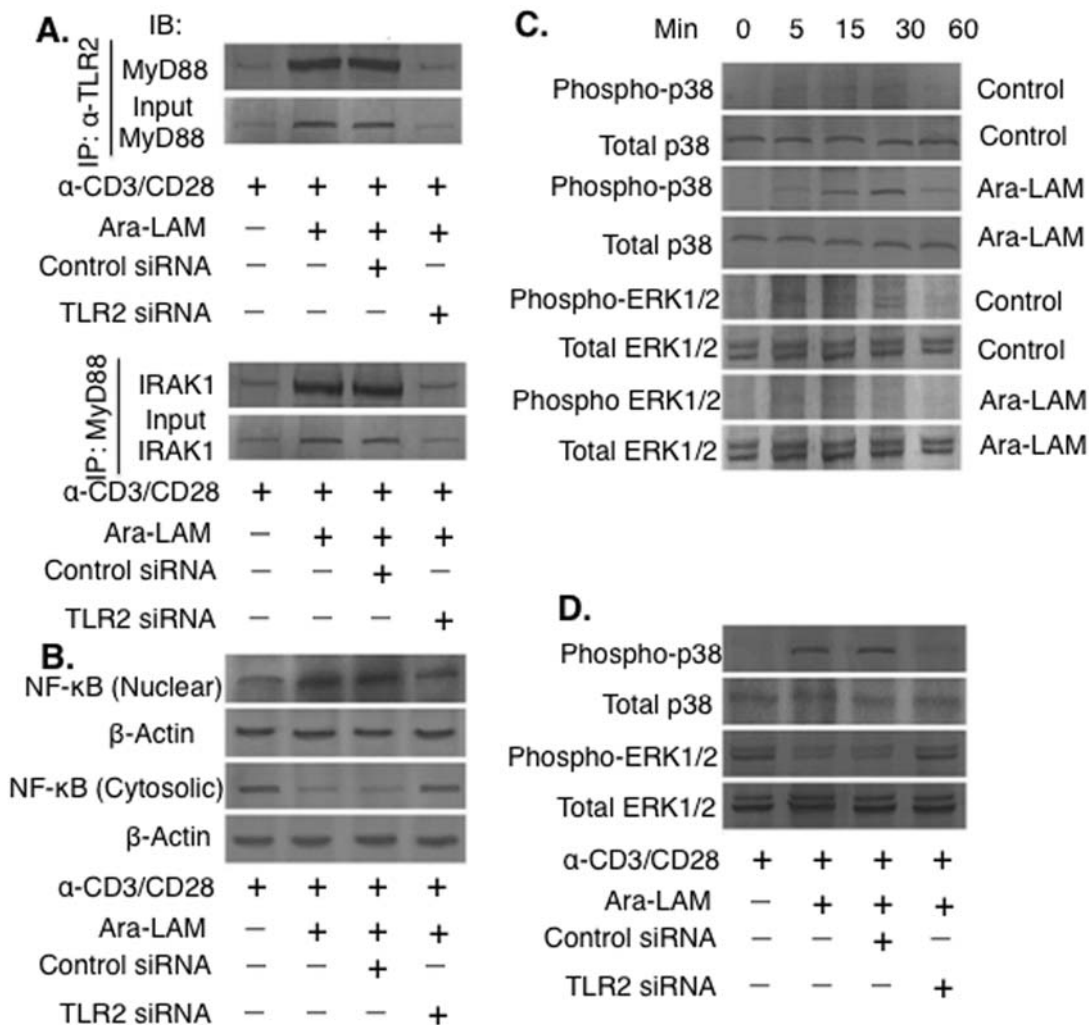 A.
IB:
IP: α-TLR2
MyD88
Input
MyD88
α-CD3/CD28 + + + +
Ara-LAM − + + +
Control siRNA − − + −
TLR2 siRNA − − − +
IP: MyD88
IRAK1
Input
IRAK1
α-CD3/CD28 + + + +
Ara-LAM − + + +
Control siRNA − − + −
TLR2 siRNA − − − +
B.
NF-κB (Nuclear)
β-Actin
NF-κB (Cytosolic)
β-Actin
α-CD3/CD28 + + + +
Ara-LAM − + + +
Control siRNA − − + −
TLR2 siRNA − − − +
C.
Min 0 5 15 30 60
Phospho-p38 Control
Total p38 Control
Phospho-p38 Ara-LAM
Total p38 Ara-LAM
Phospho-ERK1/2 Control
Total ERK1/2 Control
Phospho ERK1/2 Ara-LAM
Total ERK1/2 Ara-LAM
D.
Phospho-p38
Total p38
Phospho-ERK1/2
Total ERK1/2
α-CD3/CD28 + + + +
Ara-LAM − + + +
Control siRNA − − + −
TLR2 siRNA − − − +